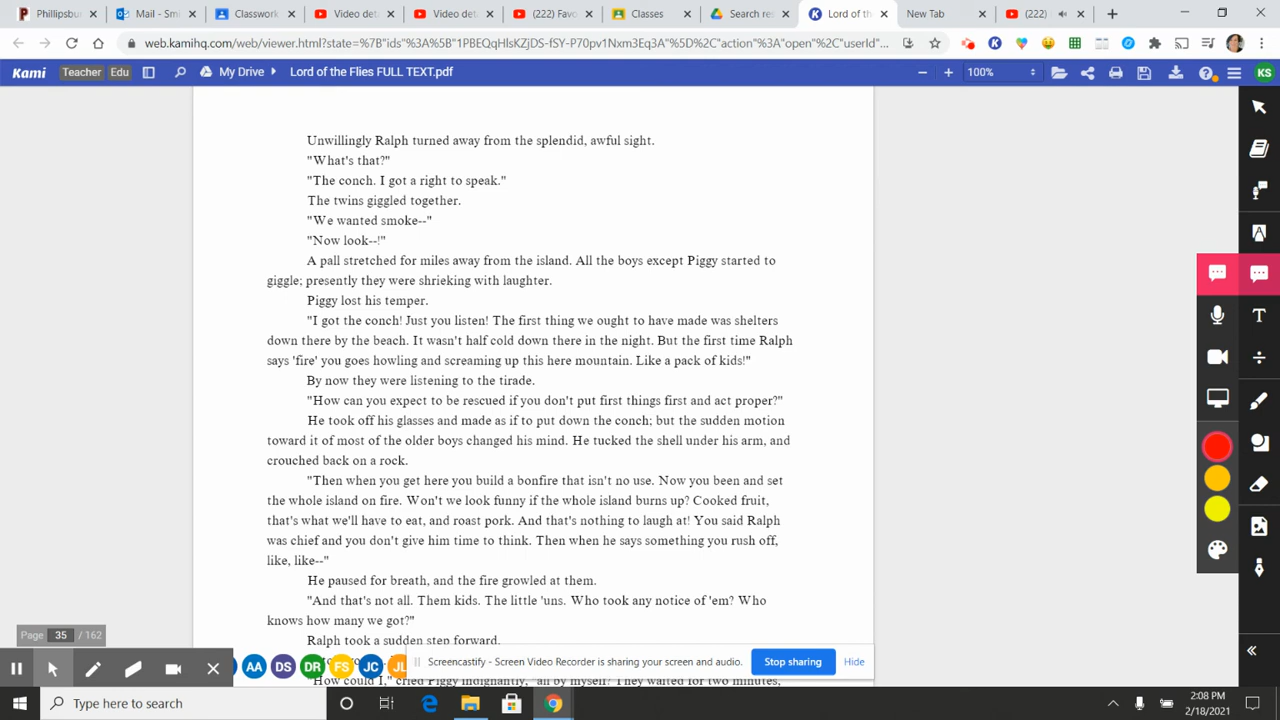 Phillipsbu
Mail - Smi
Classwork
Video det
Video det
(222) Favo
Classes
Search res
Lord of th
New Tab
(222)
web.kamihq.com/web/viewer.html?state=%7B"ids"%3A%5B"1PBEQqHleKZjDS-fSY-P70pv1Nxm3Eq3A"%5D%2C"action"%3A"open"%2C"userId"...
Kami Teacher Edu My Drive Lord of the Flies FULL TEXT.pdf 100% KS
Unwillingly Ralph turned away from the splendid, awful sight.
"What's that?"
"The conch. I got a right to speak."
The twins giggled together.
"We wanted smoke--"
"Now look--!"
A pall stretched for miles away from the island. All the boys except Piggy started to
giggle; presently they were shrieking with laughter.
Piggy lost his temper.
"I got the conch! Just you listen! The first thing we ought to have made was shelters
down there by the beach. It wasn't half cold down there in the night. But the first time Ralph
says 'fire' you goes howling and screaming up this here mountain. Like a pack of kids!"
By now they were listening to the tirade.
"How can you expect to be rescued if you don't put first things first and act proper?"
He took off his glasses and made as if to put down the conch; but the sudden motion
toward it of most of the older boys changed his mind. He tucked the shell under his arm, and
crouched back on a rock.
"Then when you get here you build a bonfire that isn't no use. Now you been and set
the whole island on fire. Won't we look funny if the whole island burns up? Cooked fruit,
that's what we'll have to eat, and roast pork. And that's nothing to laugh at! You said Ralph
was chief and you don't give him time to think. Then when he says something you rush off,
like, like--"
He paused for breath, and the fire growled at them.
"And that's not all. Them kids. The little 'uns. Who took any notice of 'em? Who
knows how many we got?"
Ralph took a sudden step forward.
"How could I," cried Piggy indignantly, "all by myself? They waited for two minutes,
Page 35 / 162
AA DS DR FS JC JL
Screencastify - Screen Video Recorder is sharing your screen and audio. Stop sharing Hide
Type here to search
2:08 PM
2/18/2021